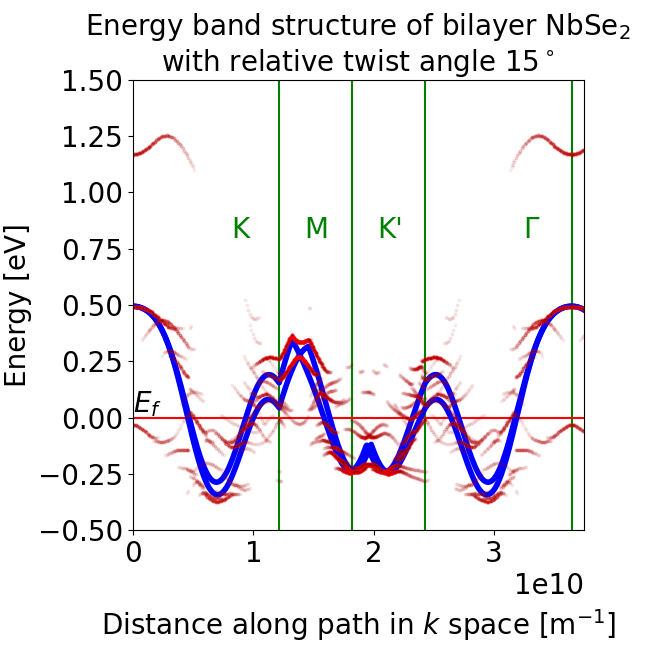 Energy band structure of bilayer NbSe₂
with relative twist angle 15°
Energy [eV]
1.50
1.25
1.00
0.75
0.50
0.25
0.00
−0.25
−0.50
K M K' Γ
E_f
0 1 2 3
1e10
Distance along path in k space [m⁻¹]